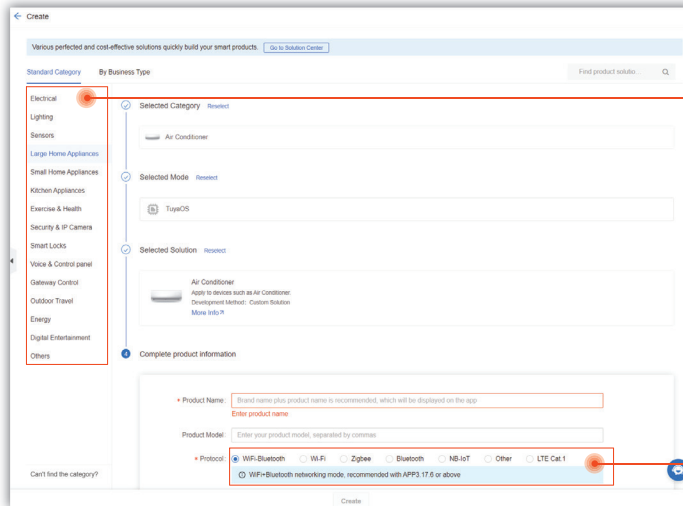 Create
Various perfected and cost-effective solutions quickly build your smart products. Go to Solution Center
Standard Category By Business Type Find product solutio...
Electrical
Lighting
Sensors
Large Home Appliances
Small Home Appliances
Kitchen Appliances
Exercise & Health
Security & IP Camera
Smart Locks
Voice & Control panel
Gateway Control
Outdoor Travel
Energy
Digital Entertainment
Others
Can't find the category?
Selected Category Reselect
Air Conditioner
Selected Mode Reselect
TuyaOS
Selected Solution Reselect
Air Conditioner
Apply to devices such as Air Conditioner
Development Method: Custom Solution
More Info
4 Complete product information
* Product Name: Brand name plus product name is recommended, which will be displayed on the app
Enter product name
Product Model: Enter your product model, separated by commas
* Protocol: WiFi-Bluetooth Wi-Fi Zigbee Bluetooth NB-IoT Other LTE Cat.1
WiFi+Bluetooth networking mode, recommended with APP3.17.6 or above
Create